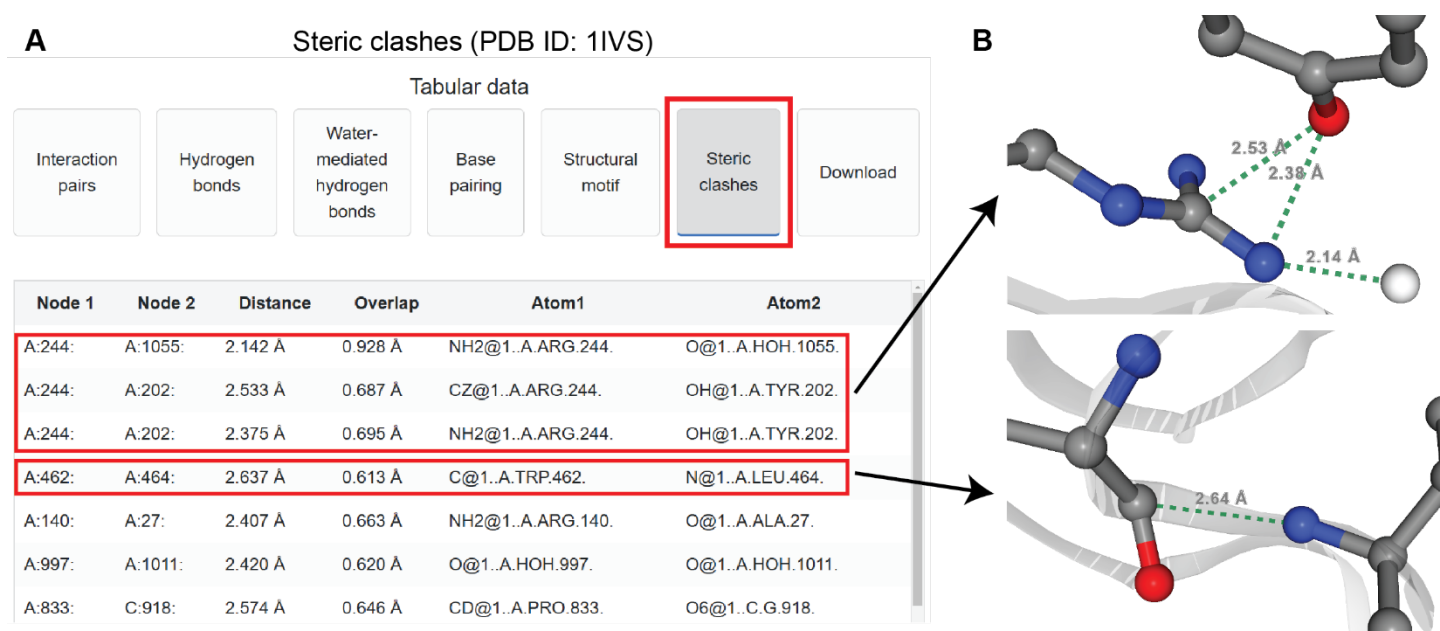 A
Steric clashes (PDB ID: 1IVS)
Tabular data
Interaction
pairs
Hydrogen
bonds
Water-
mediated
hydrogen
bonds
Base
pairing
Structural
motif
Steric
clashes
Download
Node 1 Node 2 Distance Overlap Atom1 Atom2
A:244: A:1055: 2.142 Å 0.928 Å NH2@1..A.ARG.244. O@1..A.HOH.1055.
A:244: A:202: 2.533 Å 0.687 Å CZ@1..A.ARG.244. OH@1..A.TYR.202.
A:244: A:202: 2.375 Å 0.695 Å NH2@1..A.ARG.244. OH@1..A.TYR.202.
A:462: A:464: 2.637 Å 0.613 Å C@1..A.TRP.462. N@1..A.LEU.464.
A:140: A:27: 2.407 Å 0.663 Å NH2@1..A.ARG.140. O@1..A.ALA.27.
A:997: A:1011: 2.420 Å 0.620 Å O@1..A.HOH.997. O@1..A.HOH.1011.
A:833: C:918: 2.574 Å 0.646 Å CD@1..A.PRO.833. O6@1..C.G.918.
B
2.53 Å
2.38 Å
2.14 Å
2.64 Å